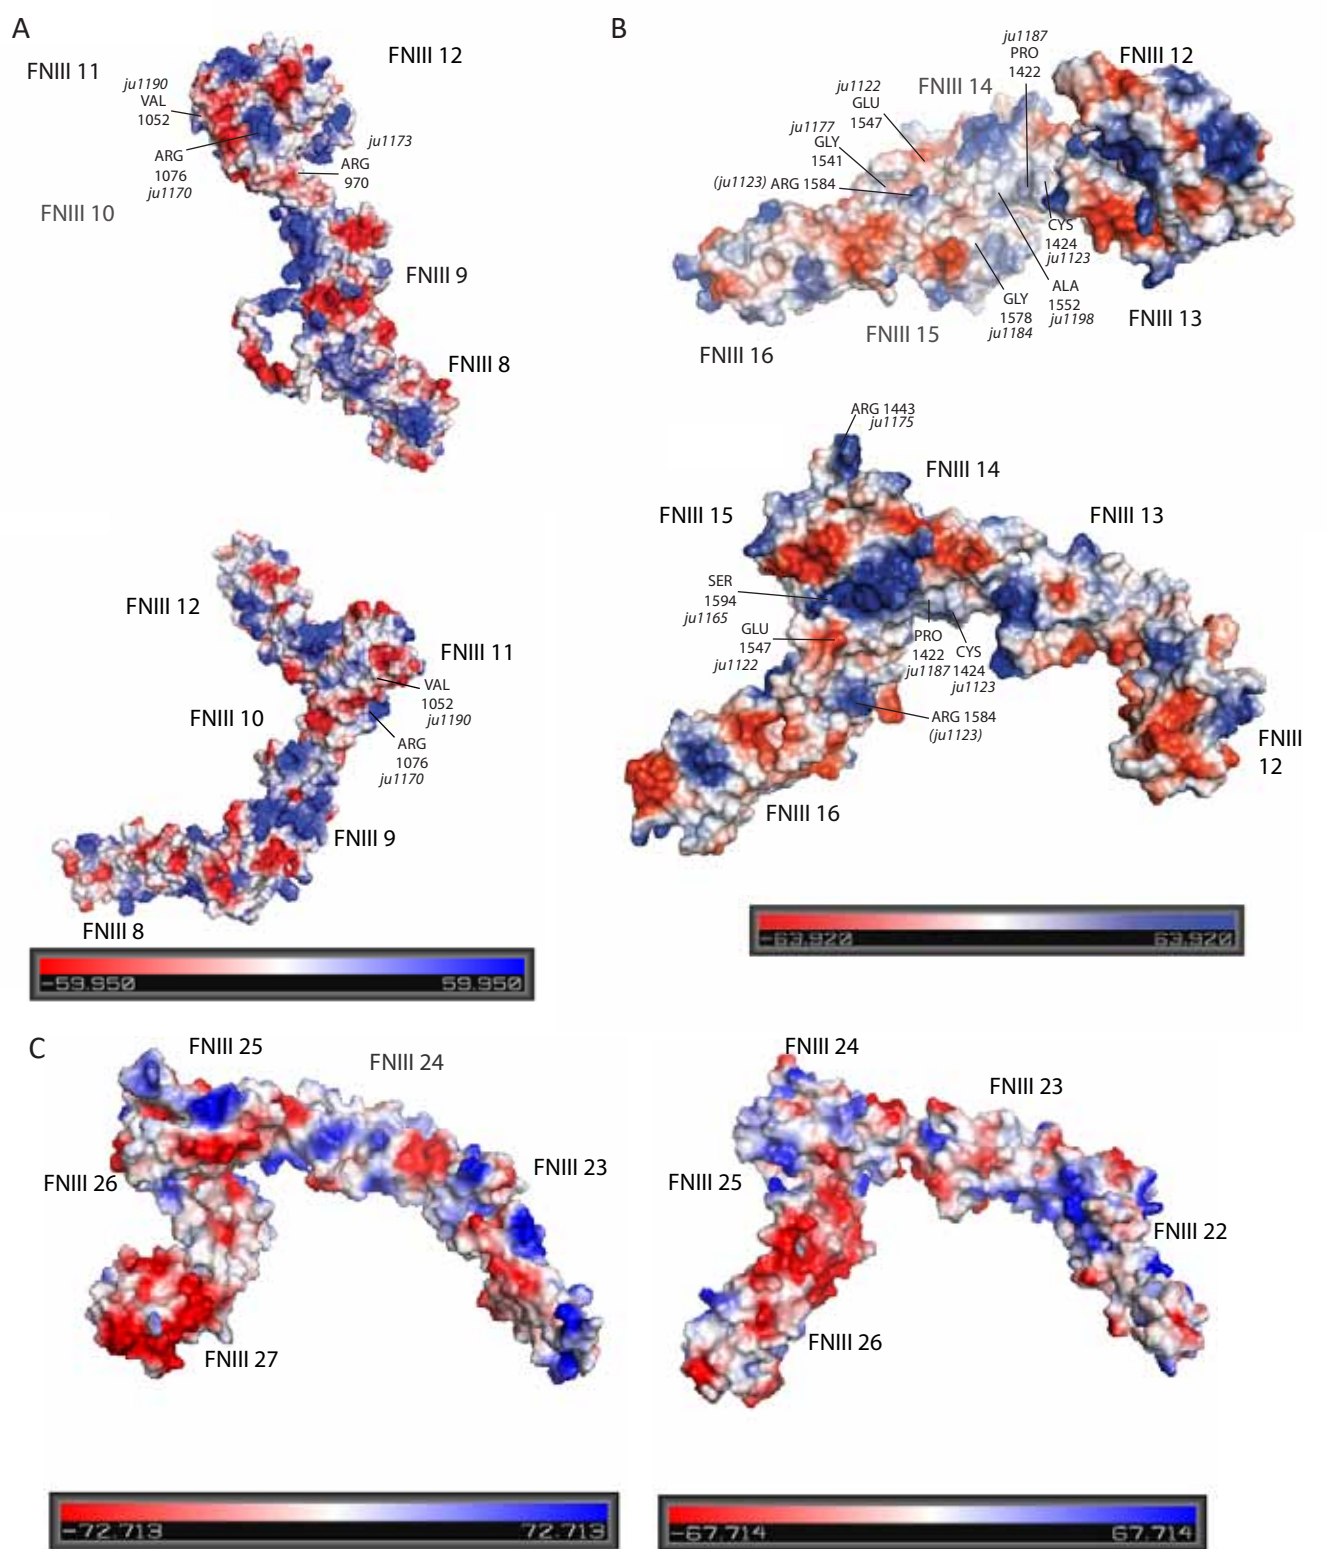 A
FNIII 11
FNIII 12
ju1190
VAL
1052
ju1173
ARG
1076
ju1170
ARG
970
FNIII 10
FNIII 9
FNIII 8
FNIII 12
FNIII 11
VAL
1052
ju1190
FNIII 10
ARG
1076
ju1170
FNIII 9
FNIII 8
-59.950 59.950
B
ju1187
PRO
1422
FNIII 12
FNIII 14
ju1122
GLU
1547
ju1177
GLY
1541
(ju1123) ARG 1584
CYS
1424
ju1123
ALA
1552
ju1198
GLY
1578
ju1184
FNIII 13
FNIII 15
FNIII 16
ARG 1443
ju1175
FNIII 14
FNIII 15
FNIII 13
SER
1594
ju1165
GLU
1547
ju1122
PRO
1422
ju1187
CYS
1424
ju1123
ARG 1584
(ju1123)
FNIII
12
FNIII 16
-63.920 63.920
C
FNIII 25
FNIII 24
FNIII 23
FNIII 26
FNIII 27
-72.713 72.713
FNIII 24
FNIII 23
FNIII 25
FNIII 22
FNIII 26
-67.714 67.714